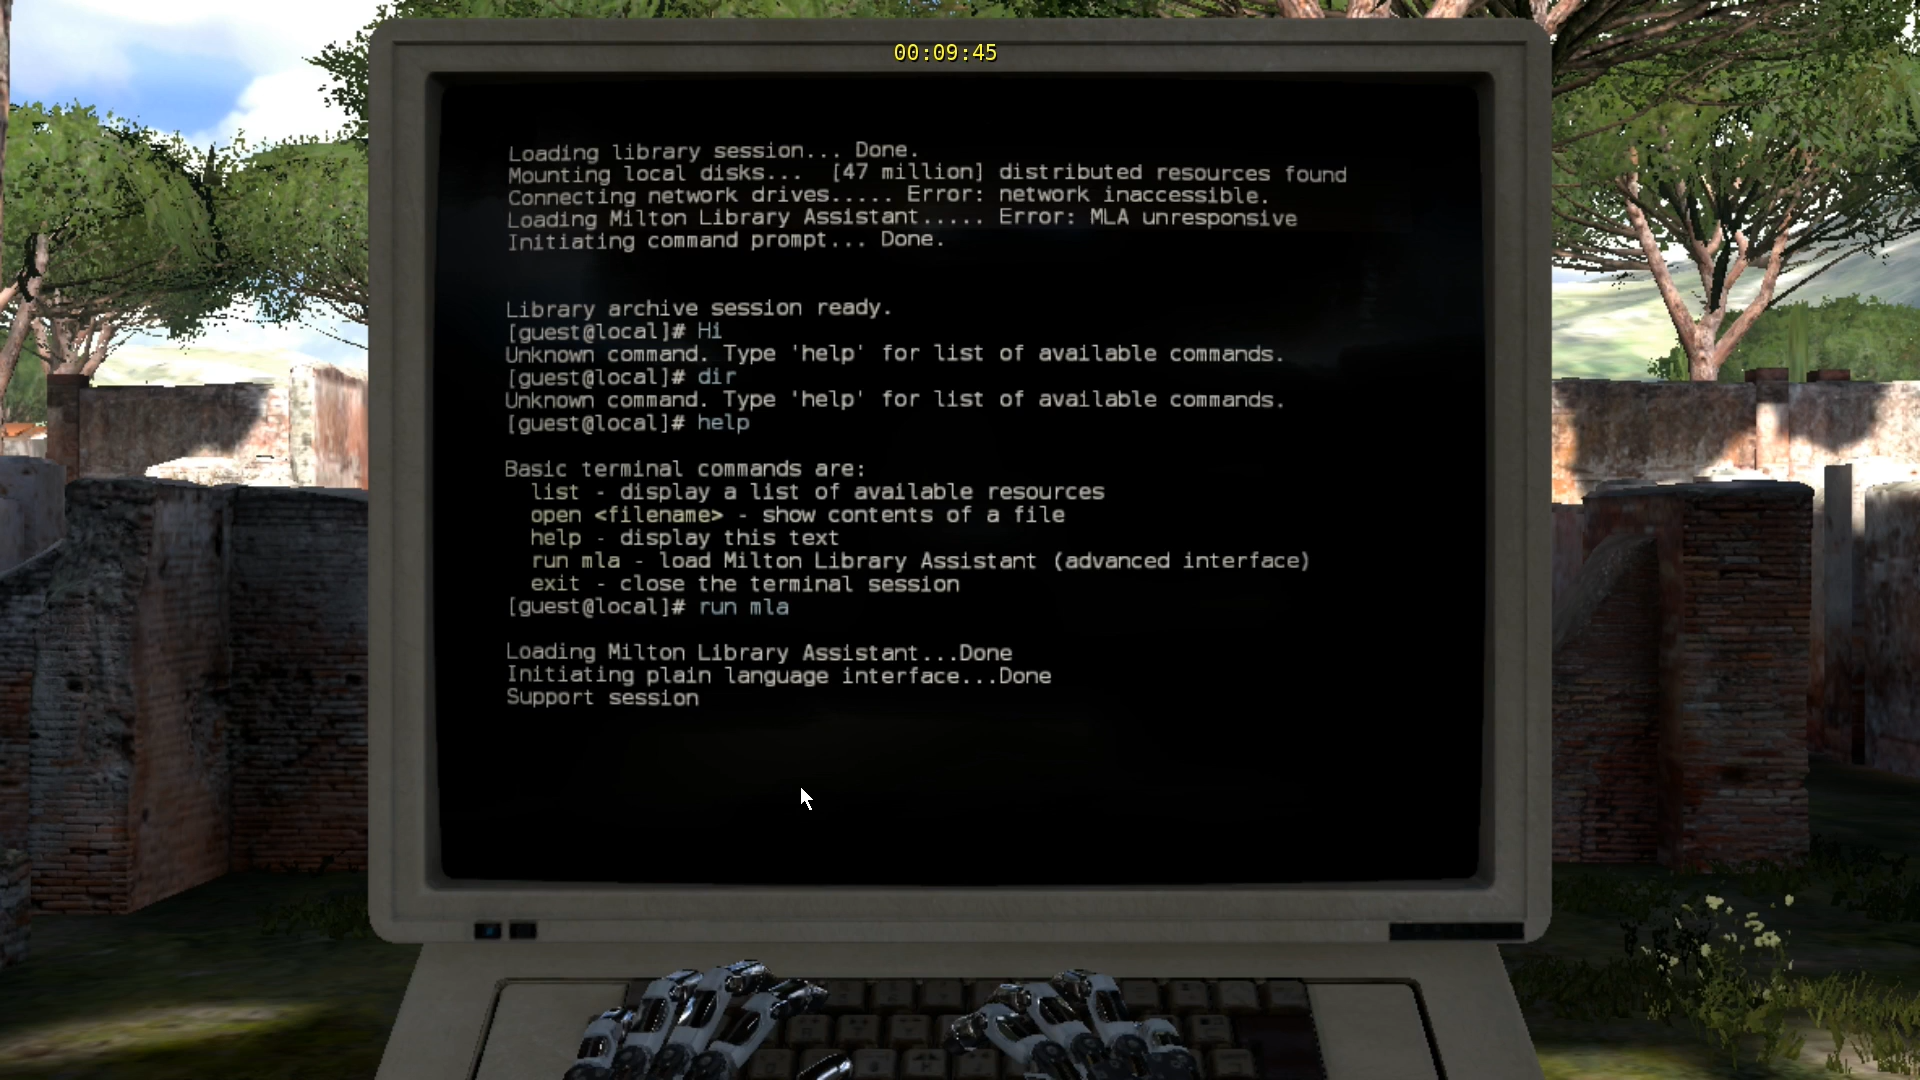 00:09:45
Loading library session... Done.
Mounting local disks...  [47 million] distributed resources found
Connecting network drives..... Error: network inaccessible.
Loading Milton Library Assistant..... Error: MLA unresponsive
Initiating command prompt... Done.
Library archive session ready.
[guest@local]# Hi
Unknown command. Type 'help' for list of available commands.
[guest@local]# dir
Unknown command. Type 'help' for list of available commands.
[guest@local]# help
Basic terminal commands are:
list - display a list of available resources
open <filename> - show contents of a file
help - display this text
run mla - load Milton Library Assistant (advanced interface)
exit - close the terminal session
[guest@local]# run mla
Loading Milton Library Assistant...Done
Initiating plain language interface...Done
Support session